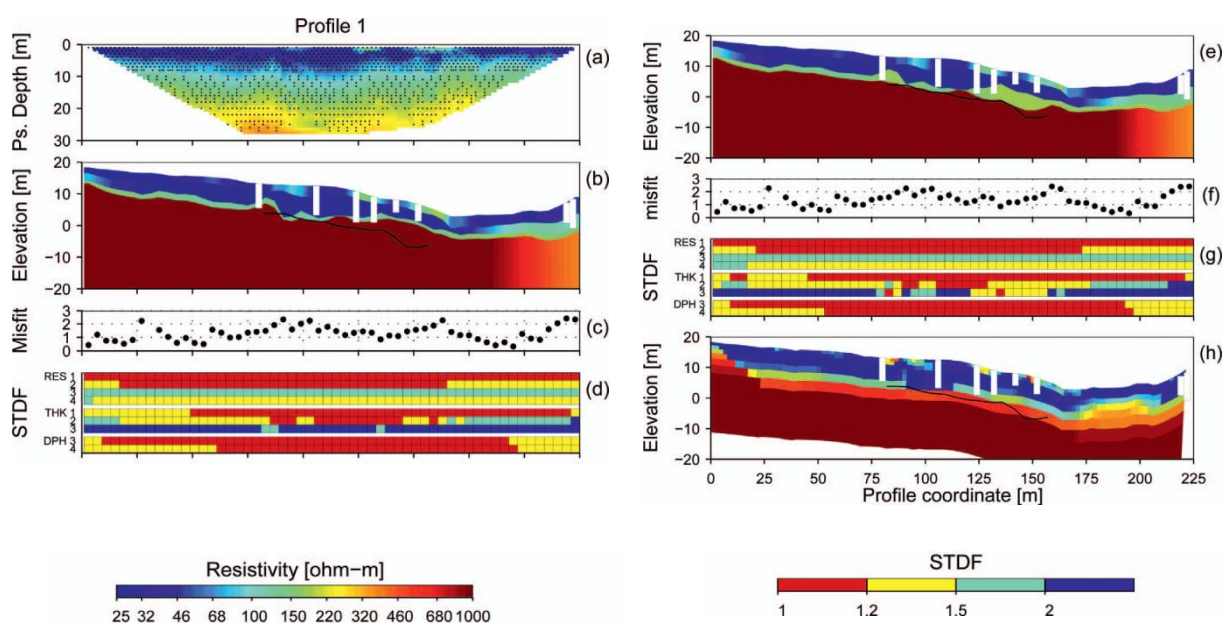 Profile 1
Ps. Depth [m]
0
10
20
30
(a)
Elevation [m]
20
10
0
−10
−20
(b)
Misfit
3
2
1
0
(c)
STDF
RES 1
2
3
4
THK 1
2
3
DPH 3
4
(d)
Elevation [m]
20
10
0
−10
−20
(e)
misfit
3
2
1
0
(f)
STDF
RES 1
2
3
4
THK 1
2
3
DPH 3
4
(g)
Elevation [m]
20
10
0
−10
−20
(h)
0 25 50 75 100 125 150 175 200 225
Profile coordinate [m]
Resistivity [ohm−m]
25 32 46 68 100 150 220 320 460 680 1000
STDF
1 1.2 1.5 2